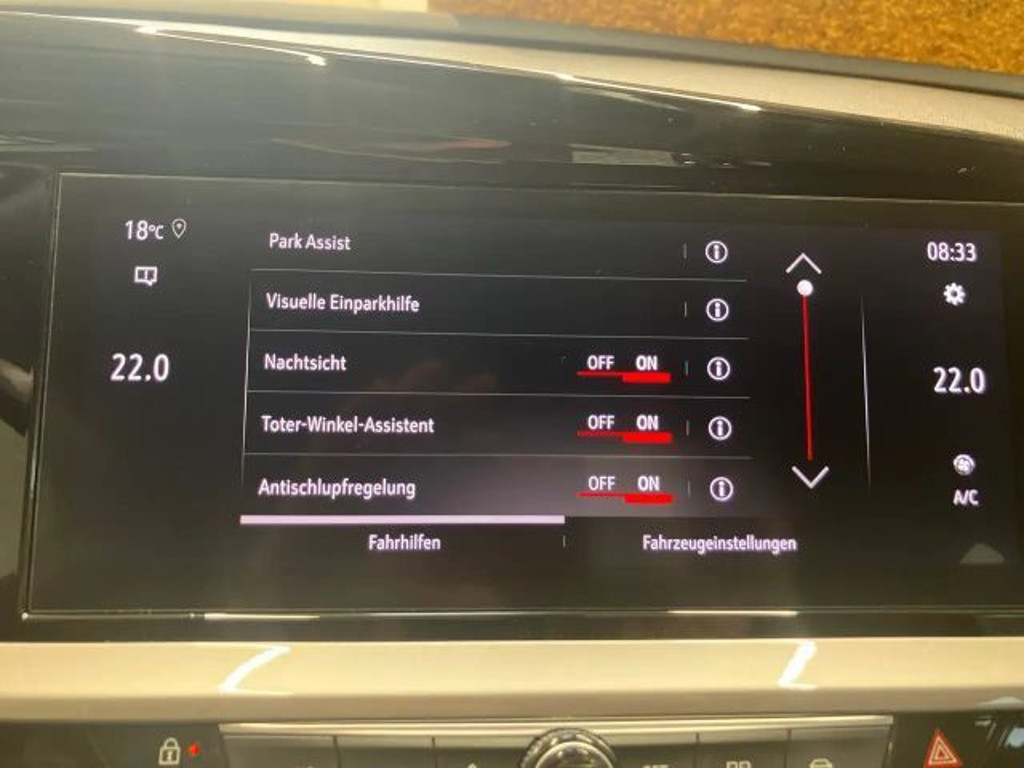 18°C
08:33
Park Assist
Visuelle Einparkhilfe
Nachtsicht OFF ON
22.0
22.0
Toter-Winkel-Assistent OFF ON
Antischlupfregelung OFF ON
A/C
Fahrhilfen
Fahrzeugeinstellungen